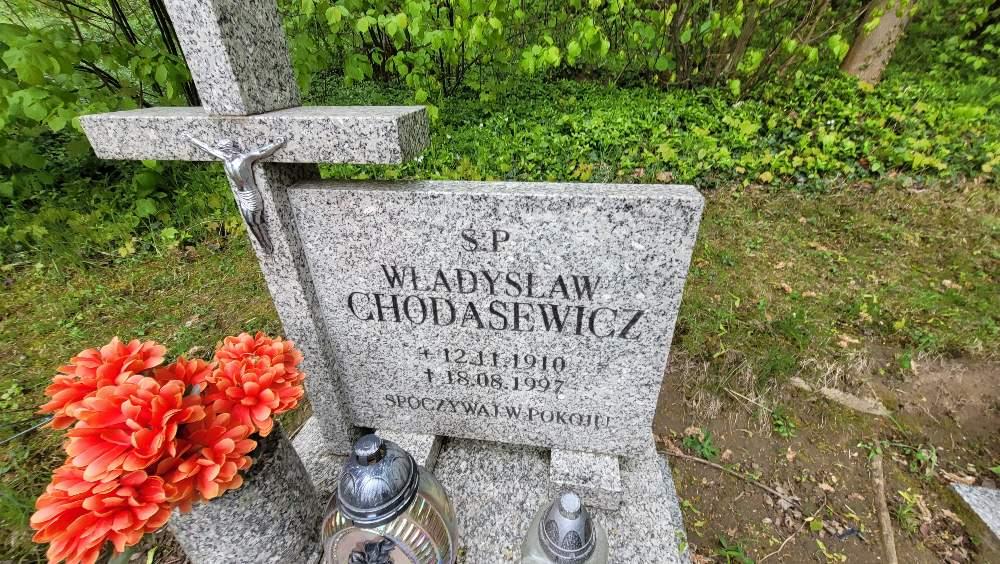 Ś.P.
WŁADYSŁAW
CHODASEWICZ
+ 12.11.1910
† 18.08.1997
SPOCZYWAJ W POKOJU